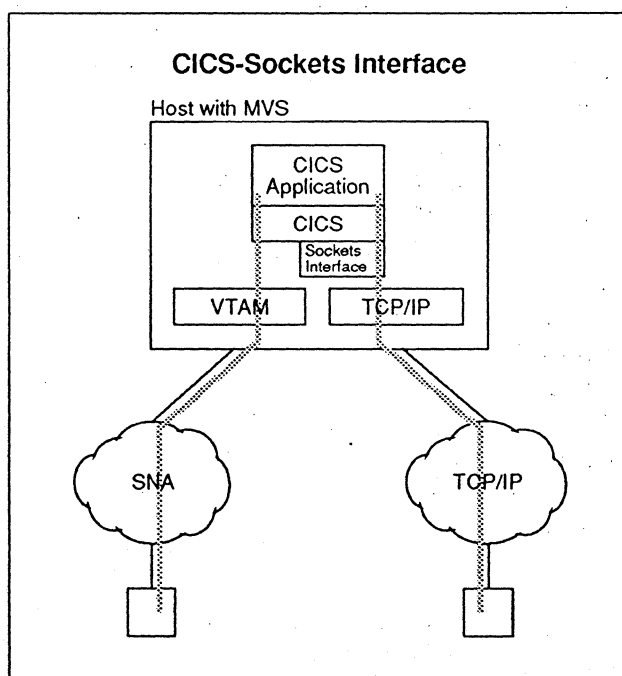 CICS-Sockets Interface
Host with MVS
CICS
Application
CICS
Sockets
Interface
VTAM
TCP/IP
SNA
TCP/IP